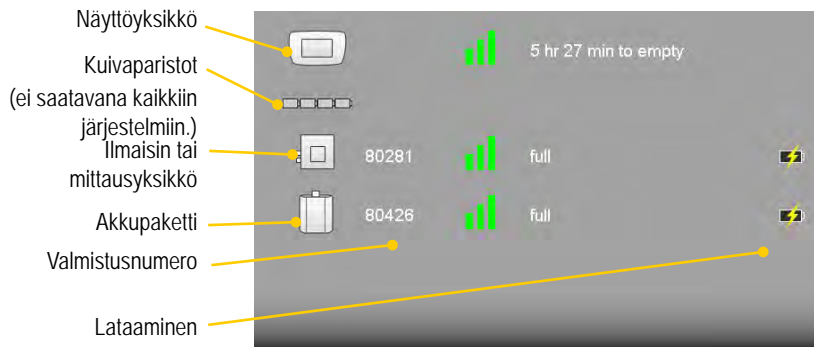 Näyttöyksikkö
5 hr 27 min to empty
Kuivaparistot
(ei saatavana kaikkiin
järjestelmiin.)
Ilmaisin tai
mittausyksikkö
80281 full
Akkupaketti
80426 full
Valmistusnumero
Lataaminen